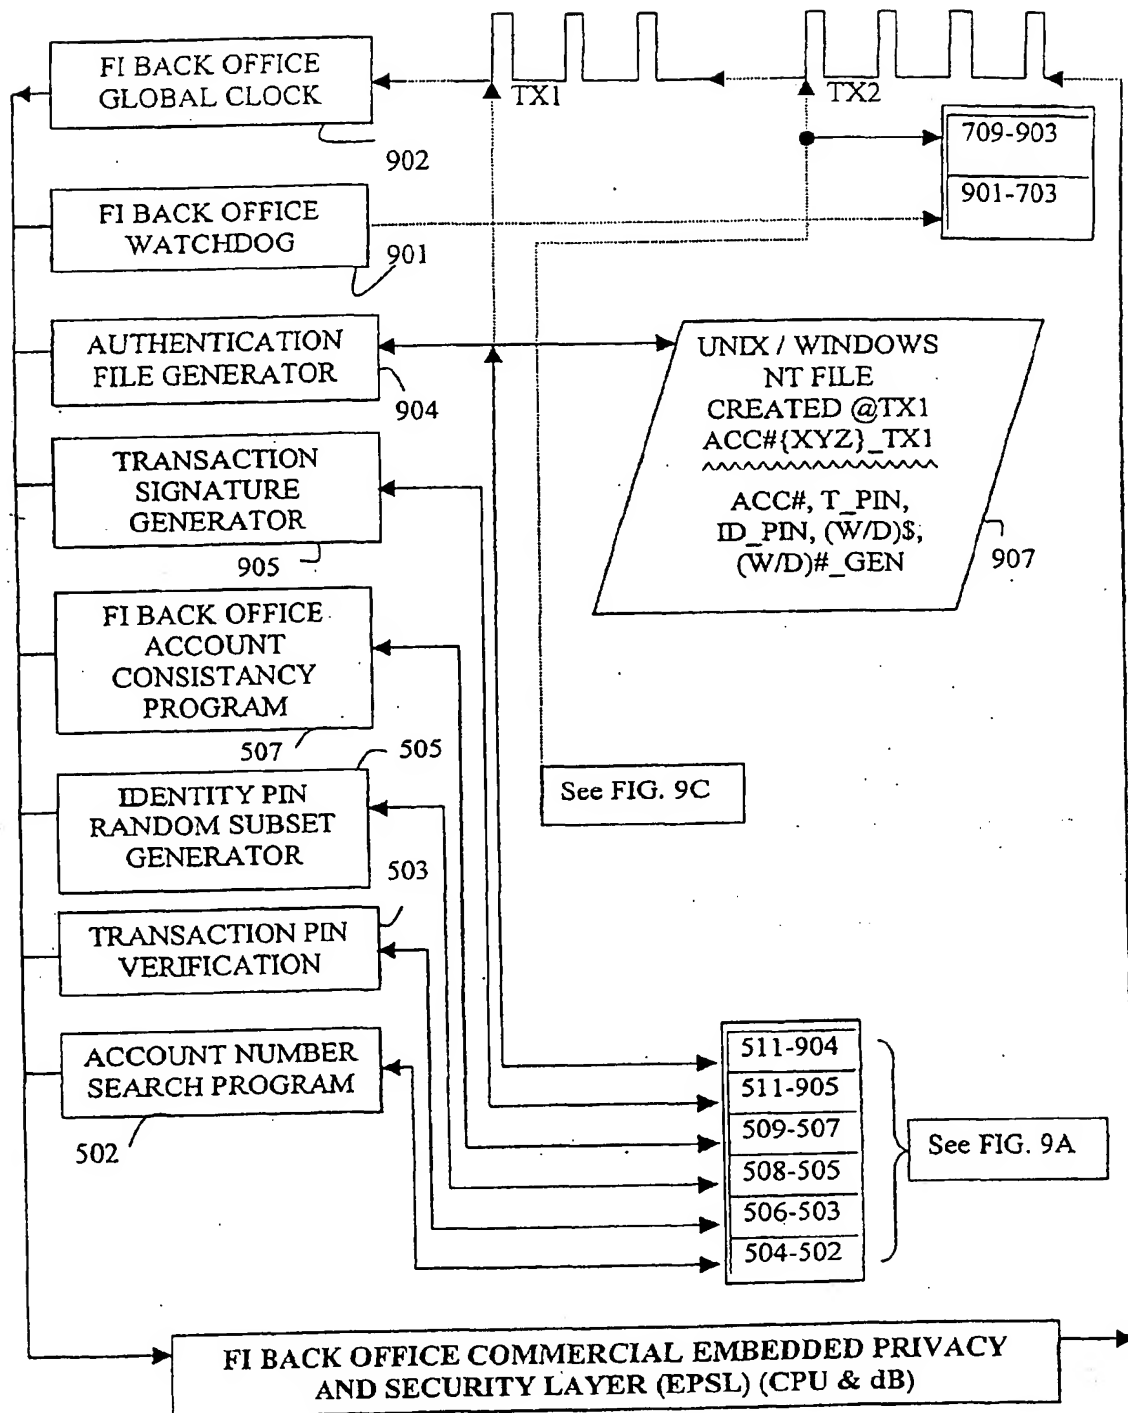 FI BACK OFFICE
GLOBAL CLOCK
902
TX1
TX2
709-903
901-703
FI BACK OFFICE
WATCHDOG
901
AUTHENTICATION
FILE GENERATOR
904
UNIX / WINDOWS
NT FILE
CREATED @TX1
ACC#{XYZ}_TX1
ACC#, T_PIN,
ID_PIN, (W/D)$,
(W/D)#_GEN
907
TRANSACTION
SIGNATURE
GENERATOR
905
FI BACK OFFICE
ACCOUNT
CONSISTANCY
PROGRAM
507
505
IDENTITY PIN
RANDOM SUBSET
GENERATOR
See FIG. 9C
503
TRANSACTION PIN
VERIFICATION
ACCOUNT NUMBER
SEARCH PROGRAM
502
511-904
511-905
509-507
508-505
506-503
504-502
See FIG. 9A
FI BACK OFFICE COMMERCIAL EMBEDDED PRIVACY
AND SECURITY LAYER (EPSL) (CPU & dB)